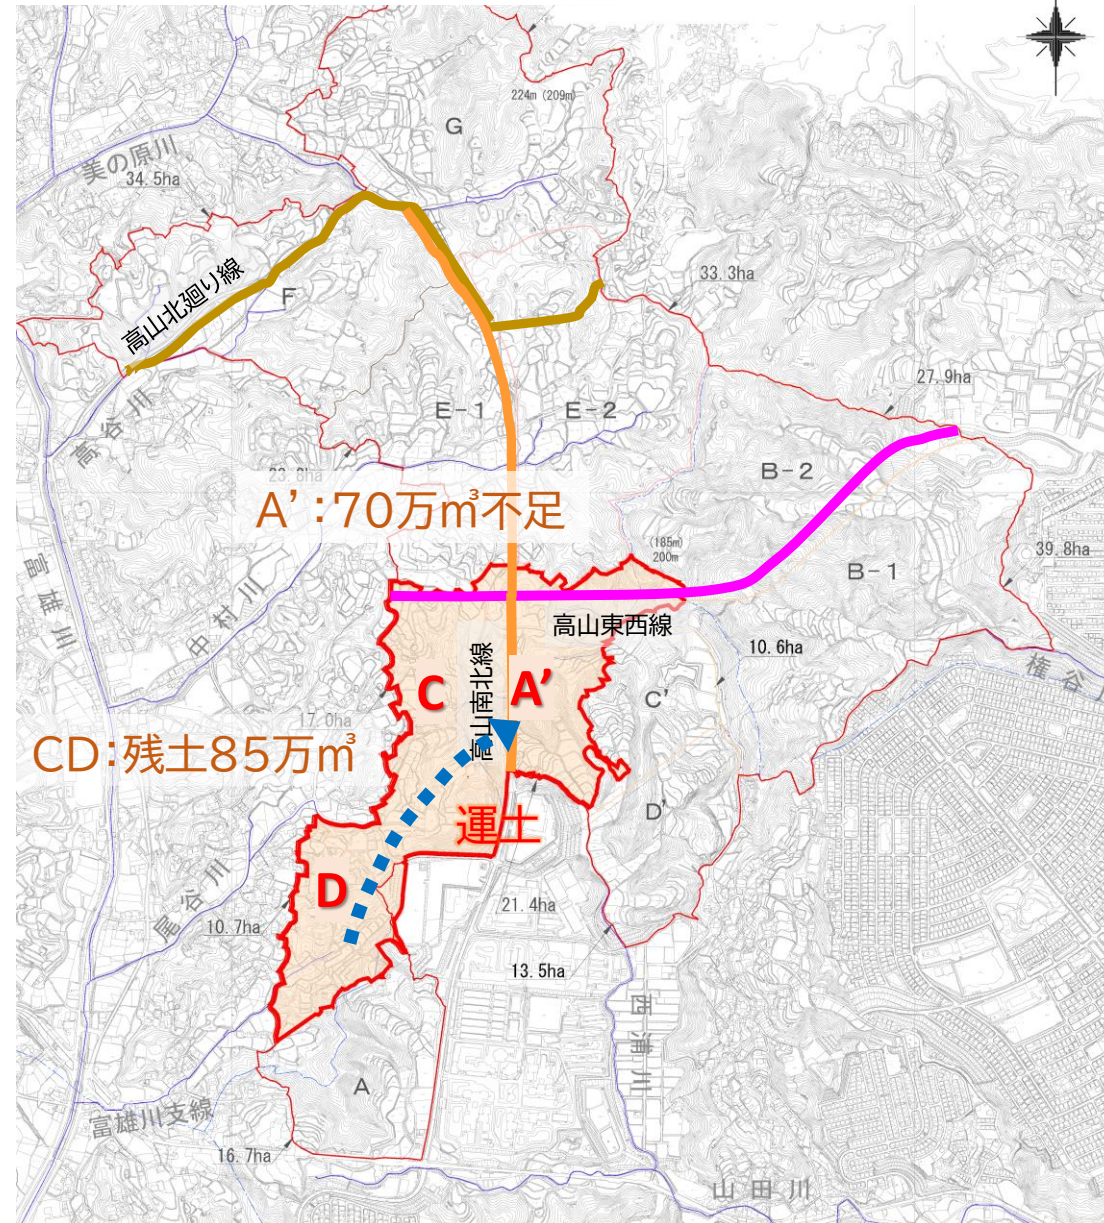 224m (209m)
G
美の原川
34.5ha
33.3ha
高山北廻り線
F
27.9ha
E-1
E-2
高谷川
B-2
A’：70万㎥不足
(185m)
200m
39.8ha
B-1
富雄川
中村川
高山東西線
10.6ha
権谷
C
高山南北線
A’
C'
17.0ha
CD：残土85万㎥
運土
D'
D
尾谷川
10.7ha
21.4ha
13.5ha
西浦川
A
富雄川支線
16.7ha
山田川